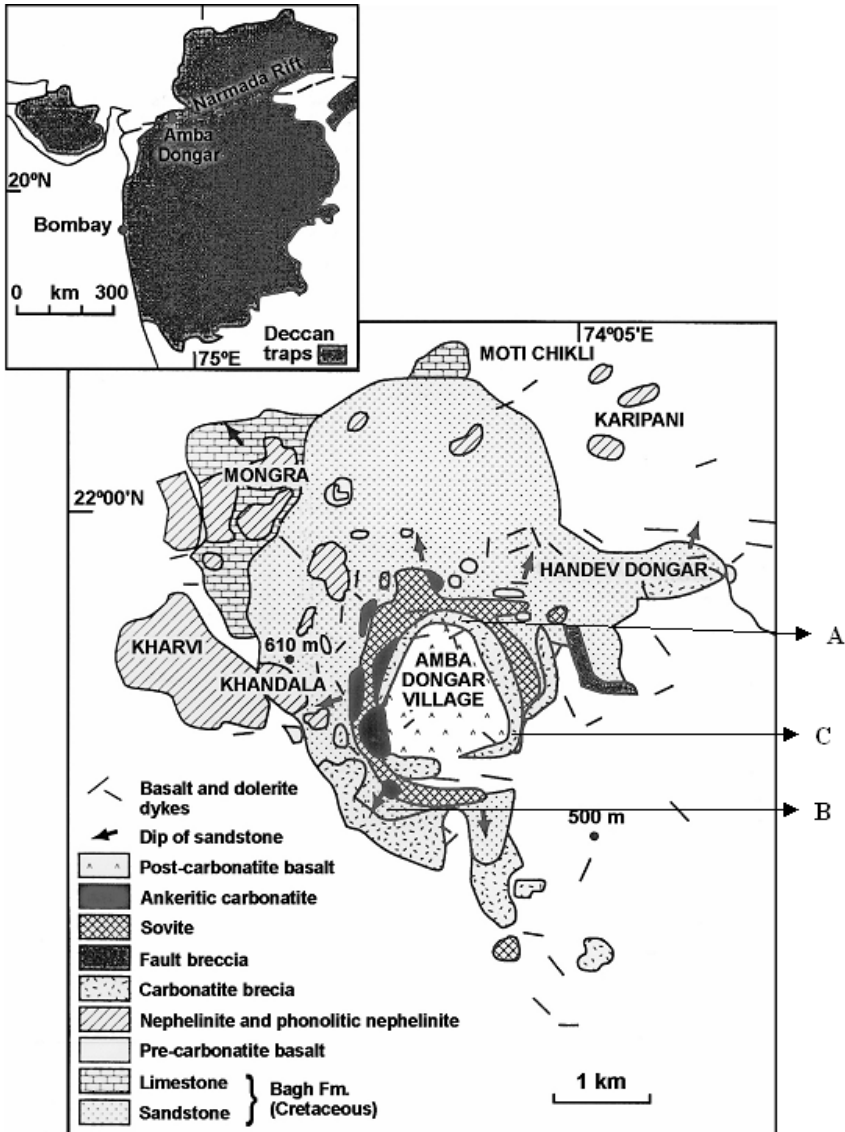 Narmada Rift
Amba
Dongar
20ºN
Bombay
0 km 300
Deccan
traps
75ºE
74º05'E
MOTI CHIKLI
KARIPANI
MONGRA
22º00'N
HANDEV DONGAR
A
KHARVI
610 m
AMBA
DONGAR
VILLAGE
KHANDALA
C
B
500 m
Basalt and dolerite
dykes
Dip of sandstone
Post-carbonatite basalt
Ankeritic carbonatite
Sovite
Fault breccia
Carbonatite brecia
Nephelinite and phonolitic nephelinite
Pre-carbonatite basalt
Limestone
Sandstone
Bagh Fm.
(Cretaceous)
1 km